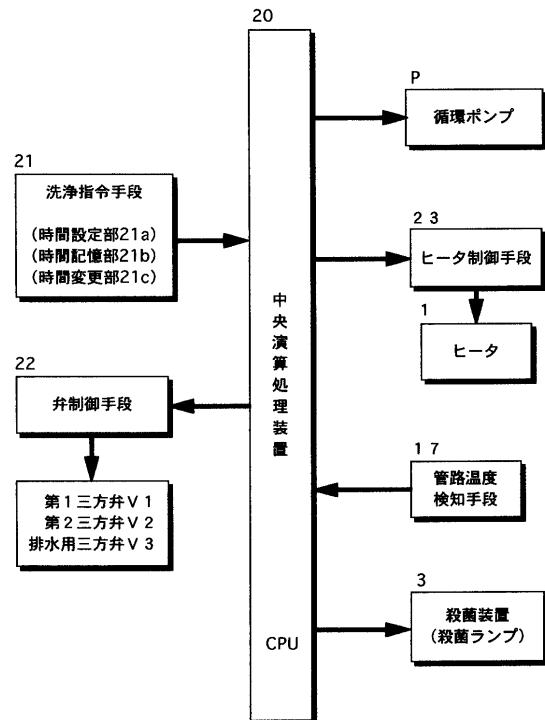 20
中央演算処理装置
CPU
21
洗浄指令手段
（時間設定部21a）
（時間記憶部21b）
（時間変更部21c）
22
弁制御手段
第１三方弁Ｖ１
第２三方弁Ｖ２
排水用三方弁Ｖ３
P
循環ポンプ
２３
ヒータ制御手段
１
ヒータ
１７
管路温度
検知手段
３
殺菌装置
（殺菌ランプ）